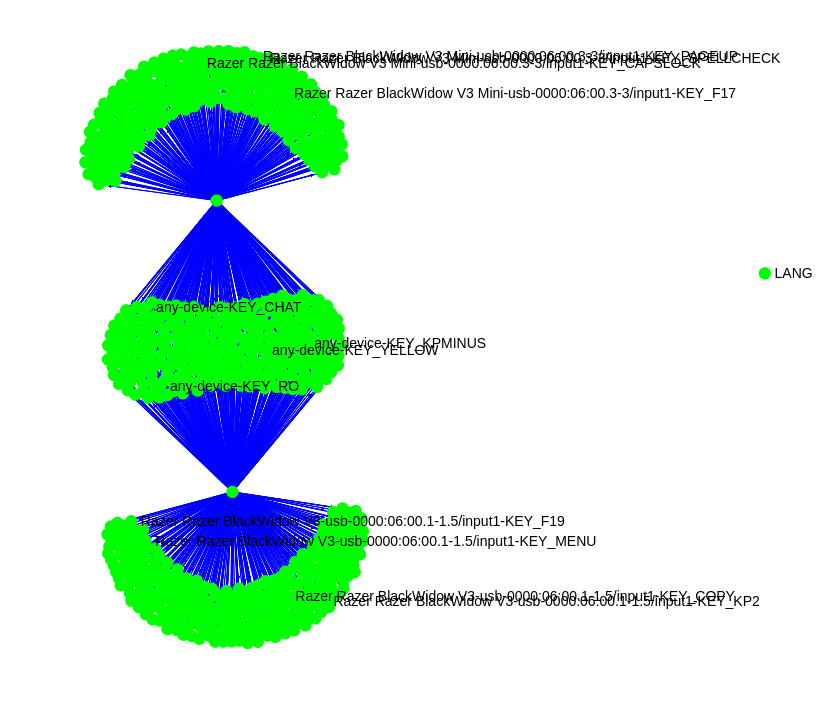 Razer Razer BlackWidow V3 Mini-usb-0000:06:00.3-3/input1-KEY_PAGEUP
Razer Razer BlackWidow V3 Mini-usb-0000:06:00.3-3/input1-KEY_SPELLCHECK
Razer Razer BlackWidow V3 Mini-usb-0000:06:00.3-3/input1-KEY_CAPSLOCK
Razer Razer BlackWidow V3 Mini-usb-0000:06:00.3-3/input1-KEY_F17
LANG
any-device-KEY_CHAT
any-device-KEY_KPMINUS
any-device-KEY_YELLOW
any-device-KEY_RO
Razer Razer BlackWidow V3-usb-0000:06:00.1-1.5/input1-KEY_F19
Razer Razer BlackWidow V3-usb-0000:06:00.1-1.5/input1-KEY_MENU
Razer Razer BlackWidow V3-usb-0000:06:00.1-1.5/input1-KEY_COPY
Razer Razer BlackWidow V3-usb-0000:06:00.1-1.5/input1-KEY_KP2